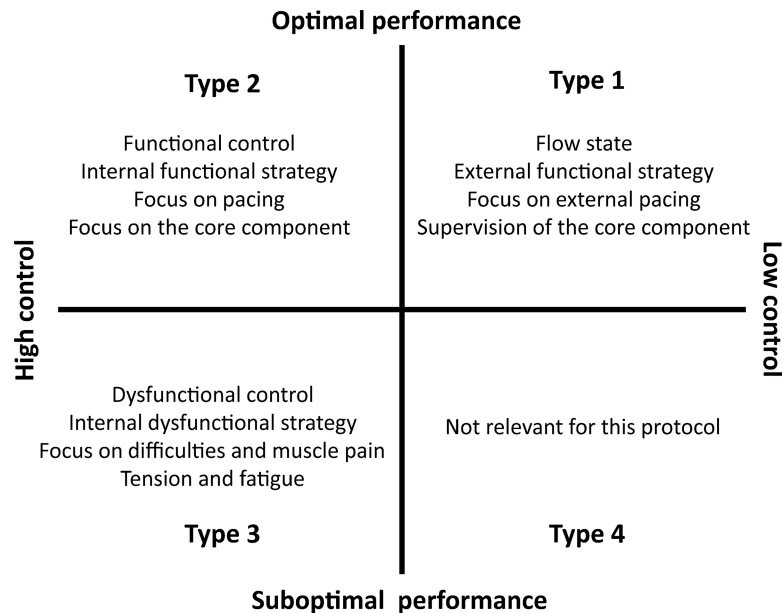 Optimal performance
Type 2
Functional control
Internal functional strategy
Focus on pacing
Focus on the core component
Type 1
Flow state
External functional strategy
Focus on external pacing
Supervision of the core component
High control
Low control
Dysfunctional control
Internal dysfunctional strategy
Focus on difficulties and muscle pain
Tension and fatigue
Type 3
Not relevant for this protocol
Type 4
Suboptimal performance